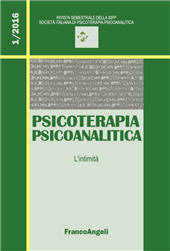 RIVISTA SEMESTRALE DELLA SIPP
SOCIETÀ ITALIANA DI PSICOTERAPIA PSICOANALITICA
1/2016
PSICOTERAPIA
PSICOANALITICA
L'intimità
FrancoAngeli